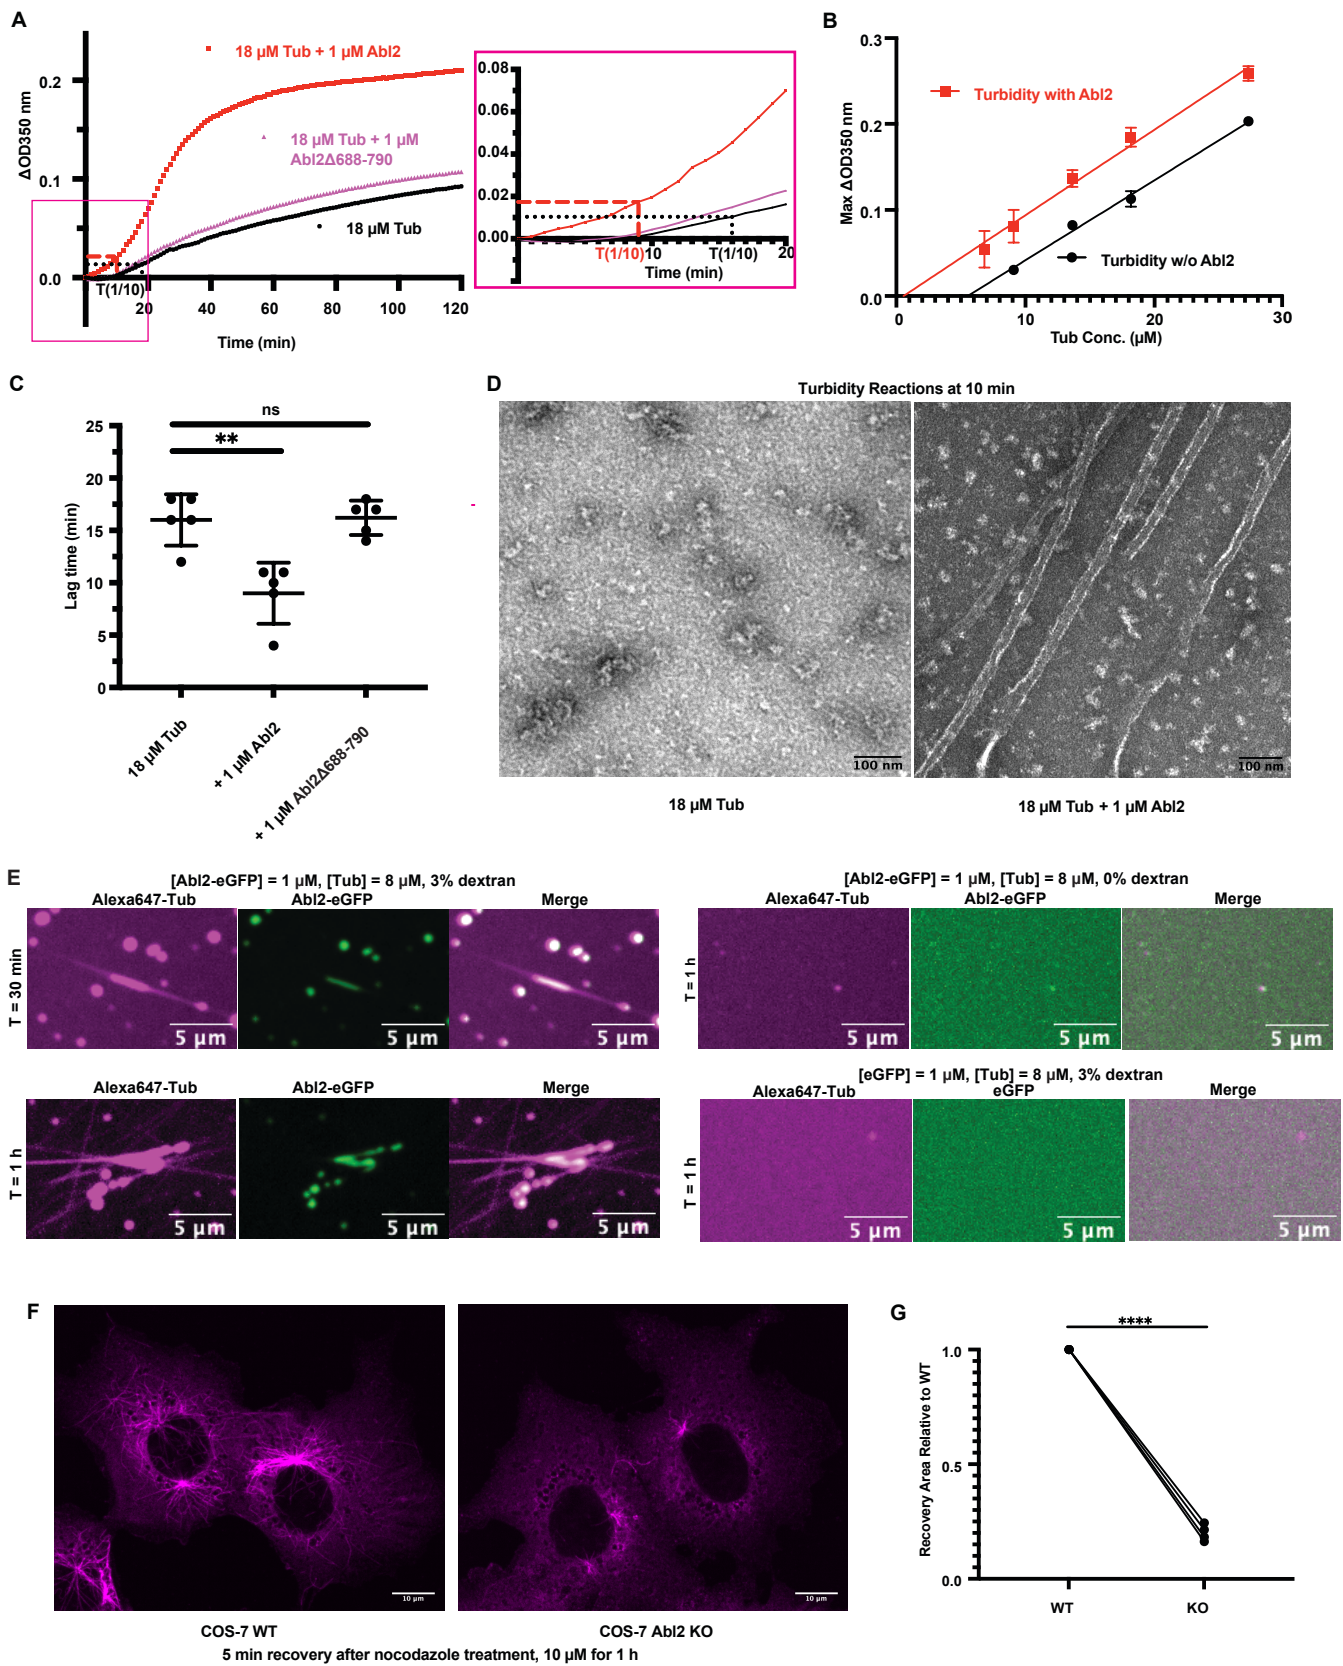 A
18 µM Tub + 1 µM Abl2
18 µM Tub + 1 µM
Abl2Δ688-790
18 µM Tub
ΔOD350 nm
0.2
0.1
0.0
T(1/10)
20
40
60
80
100
120
Time (min)
0.08
0.06
0.04
0.02
0.00
T(1/10)
10
T(1/10)
20
Time (min)
B
0.3
0.2
0.1
0.0
Max ΔOD350 nm
Turbidity with Abl2
Turbidity w/o Abl2
0
10
20
30
Tub Conc. (µM)
C
ns
**
25
20
15
10
5
0
Lag time (min)
18 µM Tub
+ 1 µM Abl2
+ 1 µM Abl2Δ688-790
D
Turbidity Reactions at 10 min
100 nm
100 nm
18 µM Tub
18 µM Tub + 1 µM Abl2
E
[Abl2-eGFP] = 1 µM, [Tub] = 8 µM, 3% dextran
Alexa647-Tub
Abl2-eGFP
Merge
T = 30 min
5 µm
5 µm
5 µm
Alexa647-Tub
Abl2-eGFP
Merge
T = 1 h
5 µm
5 µm
5 µm
[Abl2-eGFP] = 1 µM, [Tub] = 8 µM, 0% dextran
Alexa647-Tub
Abl2-eGFP
Merge
T = 1 h
5 µm
5 µm
5 µm
[eGFP] = 1 µM, [Tub] = 8 µM, 3% dextran
Alexa647-Tub
eGFP
Merge
T = 1 h
5 µm
5 µm
5 µm
F
10 µm
10 µm
COS-7 WT
COS-7 Abl2 KO
5 min recovery after nocodazole treatment, 10 µM for 1 h
G
****
1.0
0.5
0.0
Recovery Area Relative to WT
WT
KO